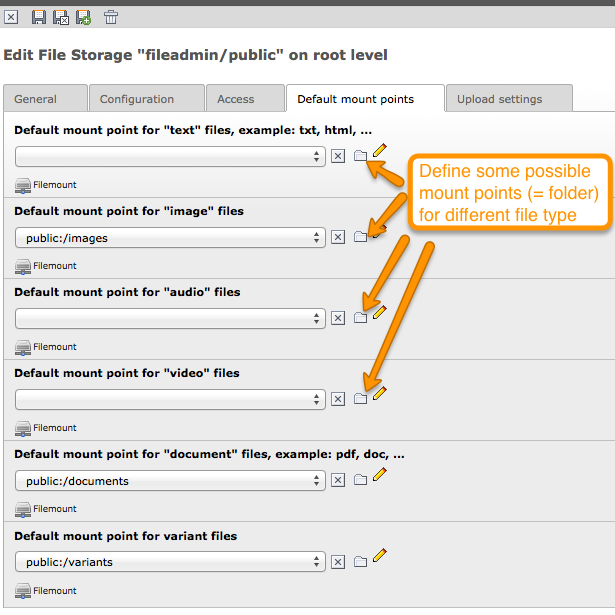 Edit File Storage "fileadmin/public" on root level
General Configuration Access Default mount points Upload settings
Default mount point for "text" files, example: txt, html, ...
Filemount
Define some possible
mount points (= folder)
for different file type
Default mount point for "image" files
public:/images
Filemount
Default mount point for "audio" files
Filemount
Default mount point for "video" files
Filemount
Default mount point for "document" files, example: pdf, doc, ...
public:/documents
Filemount
Default mount point for variant files
public:/variants
Filemount